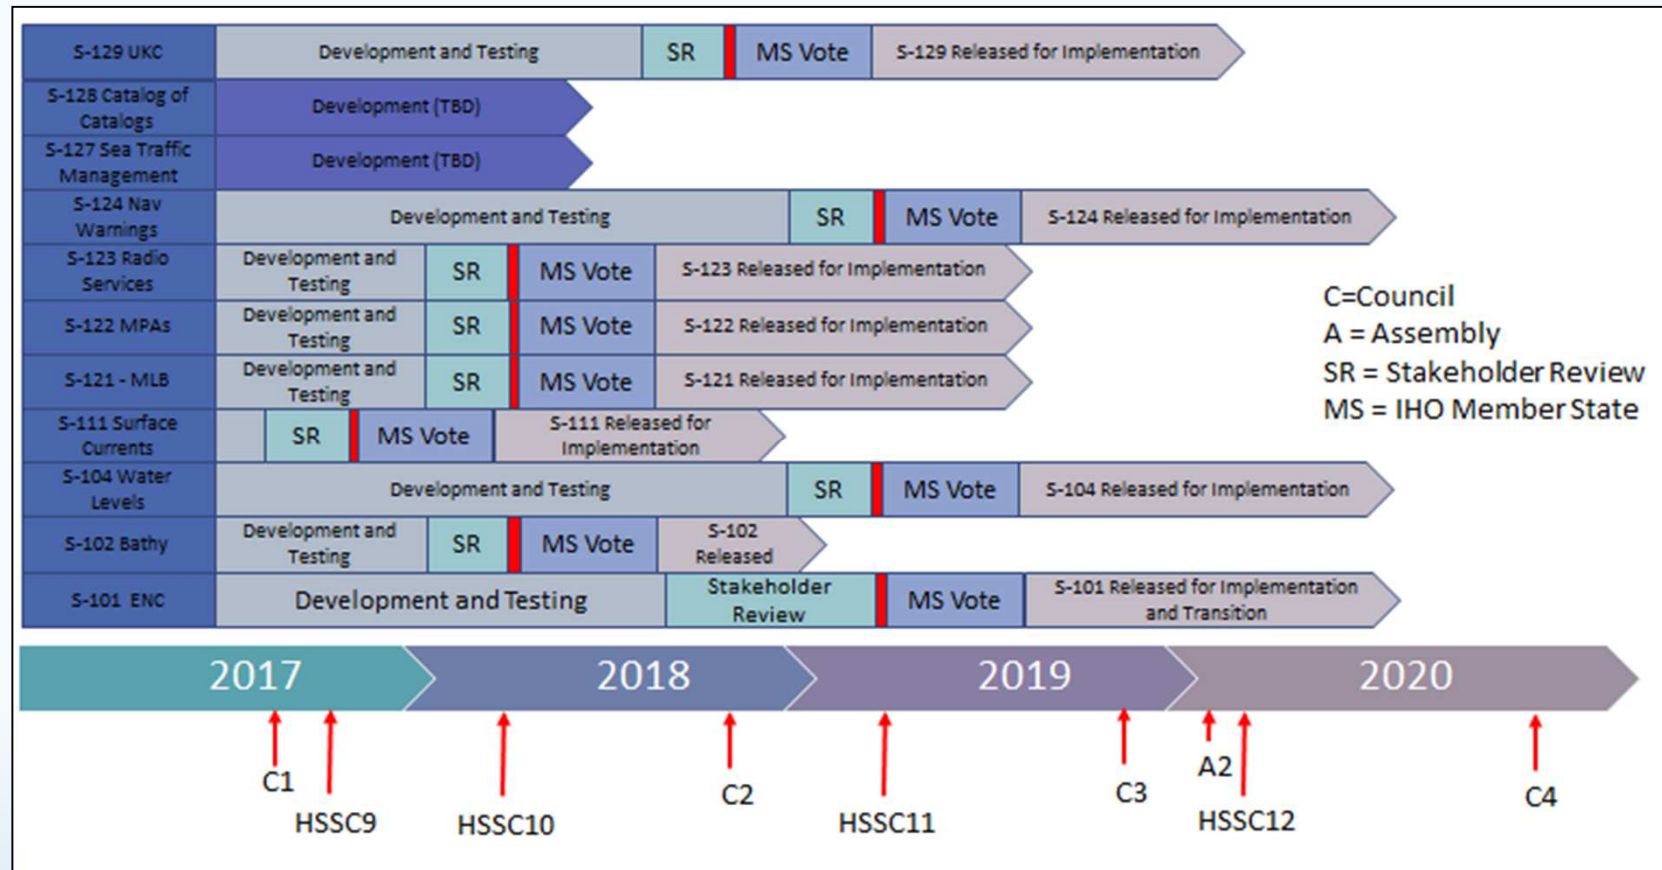 S-129 UKC
Development and Testing
SR
MS Vote
S-129 Released for Implementation
S-128 Catalog of
Catalogs
Development (TBD)
S-127 Sea Traffic
Management
Development (TBD)
S-124 Nav
Warnings
Development and Testing
SR
MS Vote
S-124 Released for Implementation
S-123 Radio
Services
Development and
Testing
SR
MS Vote
S-123 Released for Implementation
S-122 MPAs
Development and
Testing
SR
MS Vote
S-122 Released for Implementation
S-121 - MLB
Development and
Testing
SR
MS Vote
S-121 Released for Implementation
S-111 Surface
Currents
SR
MS Vote
S-111 Released for
Implementation
S-104 Water
Levels
Development and Testing
SR
MS Vote
S-104 Released for Implementation
S-102 Bathy
Development and
Testing
SR
MS Vote
S-102
Released
S-101 ENC
Development and Testing
Stakeholder
Review
MS Vote
S-101 Released for Implementation
and Transition
C=Council
A = Assembly
SR = Stakeholder Review
MS = IHO Member State
2017
2018
2019
2020
C1
HSSC9
HSSC10
C2
HSSC11
C3
A2
HSSC12
C4